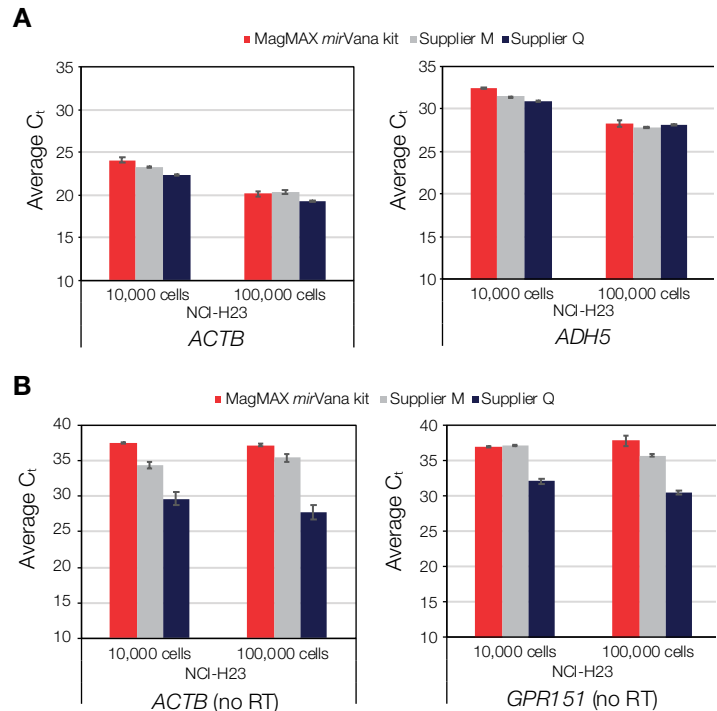 A
MagMAX mirVana kit Supplier M Supplier Q
Average Ct
35
30
25
20
15
10
10,000 cells 100,000 cells
NCI-H23
ACTB
Average Ct
35
30
25
20
15
10
10,000 cells 100,000 cells
NCI-H23
ADH5
B
MagMAX mirVana kit Supplier M Supplier Q
Average Ct
40
35
30
25
20
15
10
10,000 cells 100,000 cells
NCI-H23
ACTB (no RT)
Average Ct
40
35
30
25
20
15
10
10,000 cells 100,000 cells
NCI-H23
GPR151 (no RT)